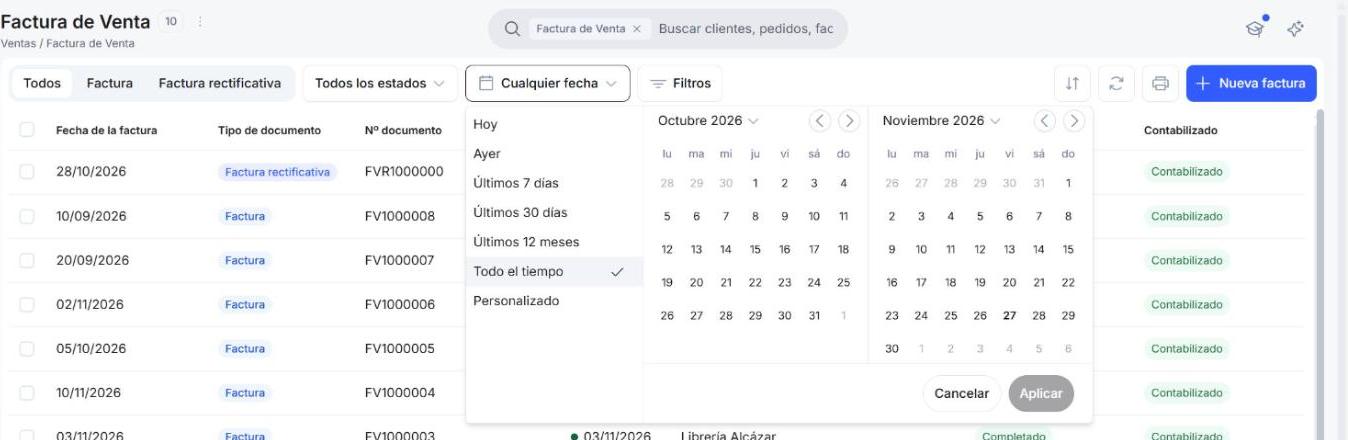 Factura de Venta 10
Ventas / Factura de Venta
Factura de Venta × Buscar clientes, pedidos, fac
Todos Factura Factura rectificativa Todos los estados Cualquier fecha Filtros Nueva factura
Fecha de la factura Tipo de documento Nº documento Contabilizado
28/10/2026 Factura rectificativa FVR1000000 Contabilizado
10/09/2026 Factura FV1000008 Contabilizado
20/09/2026 Factura FV1000007 Contabilizado
02/11/2026 Factura FV1000006 Contabilizado
05/10/2026 Factura FV1000005 Contabilizado
10/11/2026 Factura FV1000004 Contabilizado
03/11/2026 Factura FV1000003 03/11/2026 Librería Alcázar Completado Contabilizado
Hoy
Ayer
Últimos 7 días
Últimos 30 días
Últimos 12 meses
Todo el tiempo
Personalizado
Octubre 2026
lu ma mi ju vi sá do
28 29 30 1 2 3 4
5 6 7 8 9 10 11
12 13 14 15 16 17 18
19 20 21 22 23 24 25
26 27 28 29 30 31 1
Noviembre 2026
lu ma mi ju vi sá do
26 27 28 29 30 31 1
2 3 4 5 6 7 8
9 10 11 12 13 14 15
16 17 18 19 20 21 22
23 24 25 26 27 28 29
30 1 2 3 4 5 6
Cancelar Aplicar